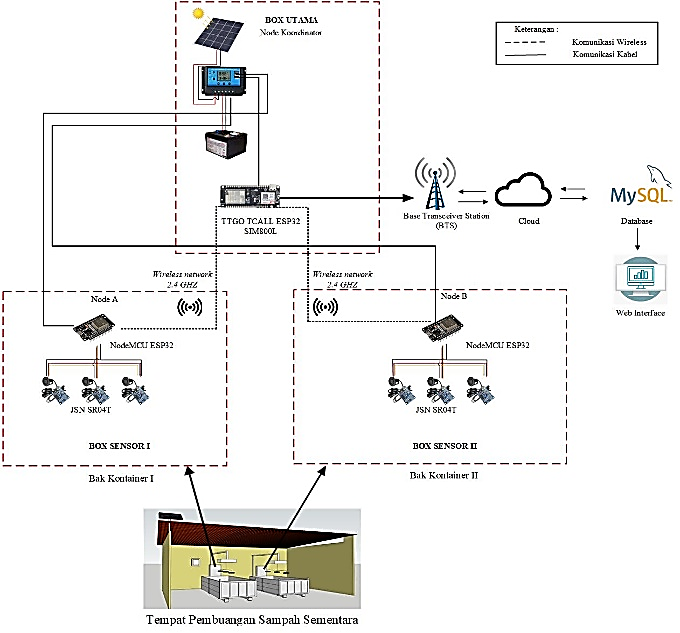 BOX UTAMA
Node Koordinator
Keterangan :
Komunikasi Wireless
Komunikasi Kabel
TTGO TCALL ESP32
SIM800L
Base Transceiver Station
(BTS)
Cloud
MySQL
Database
Web Interface
Wireless network
2.4 GHZ
Wireless network
2.4 GHZ
Node A
NodeMCU ESP32
JSN SR04T
BOX SENSOR I
Bak Kontainer I
Node B
NodeMCU ESP32
JSN SR04T
BOX SENSOR II
Bak Kontainer II
Tempat Pembuangan Sampah Sementara